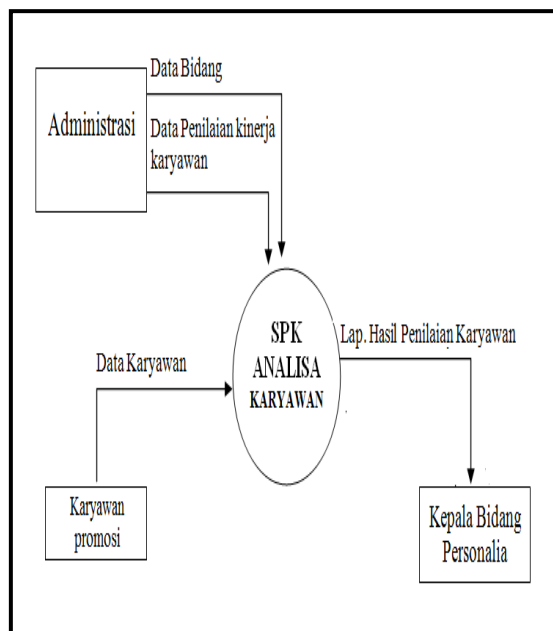 Data Bidang
Administrasi
Data Penilaian kinerja
karyawan
SPK
ANALISA
KARYAWAN
Lap. Hasil Penilaian Karyawan
Data Karyawan
Karyawan
promosi
Kepala Bidang
Personalia